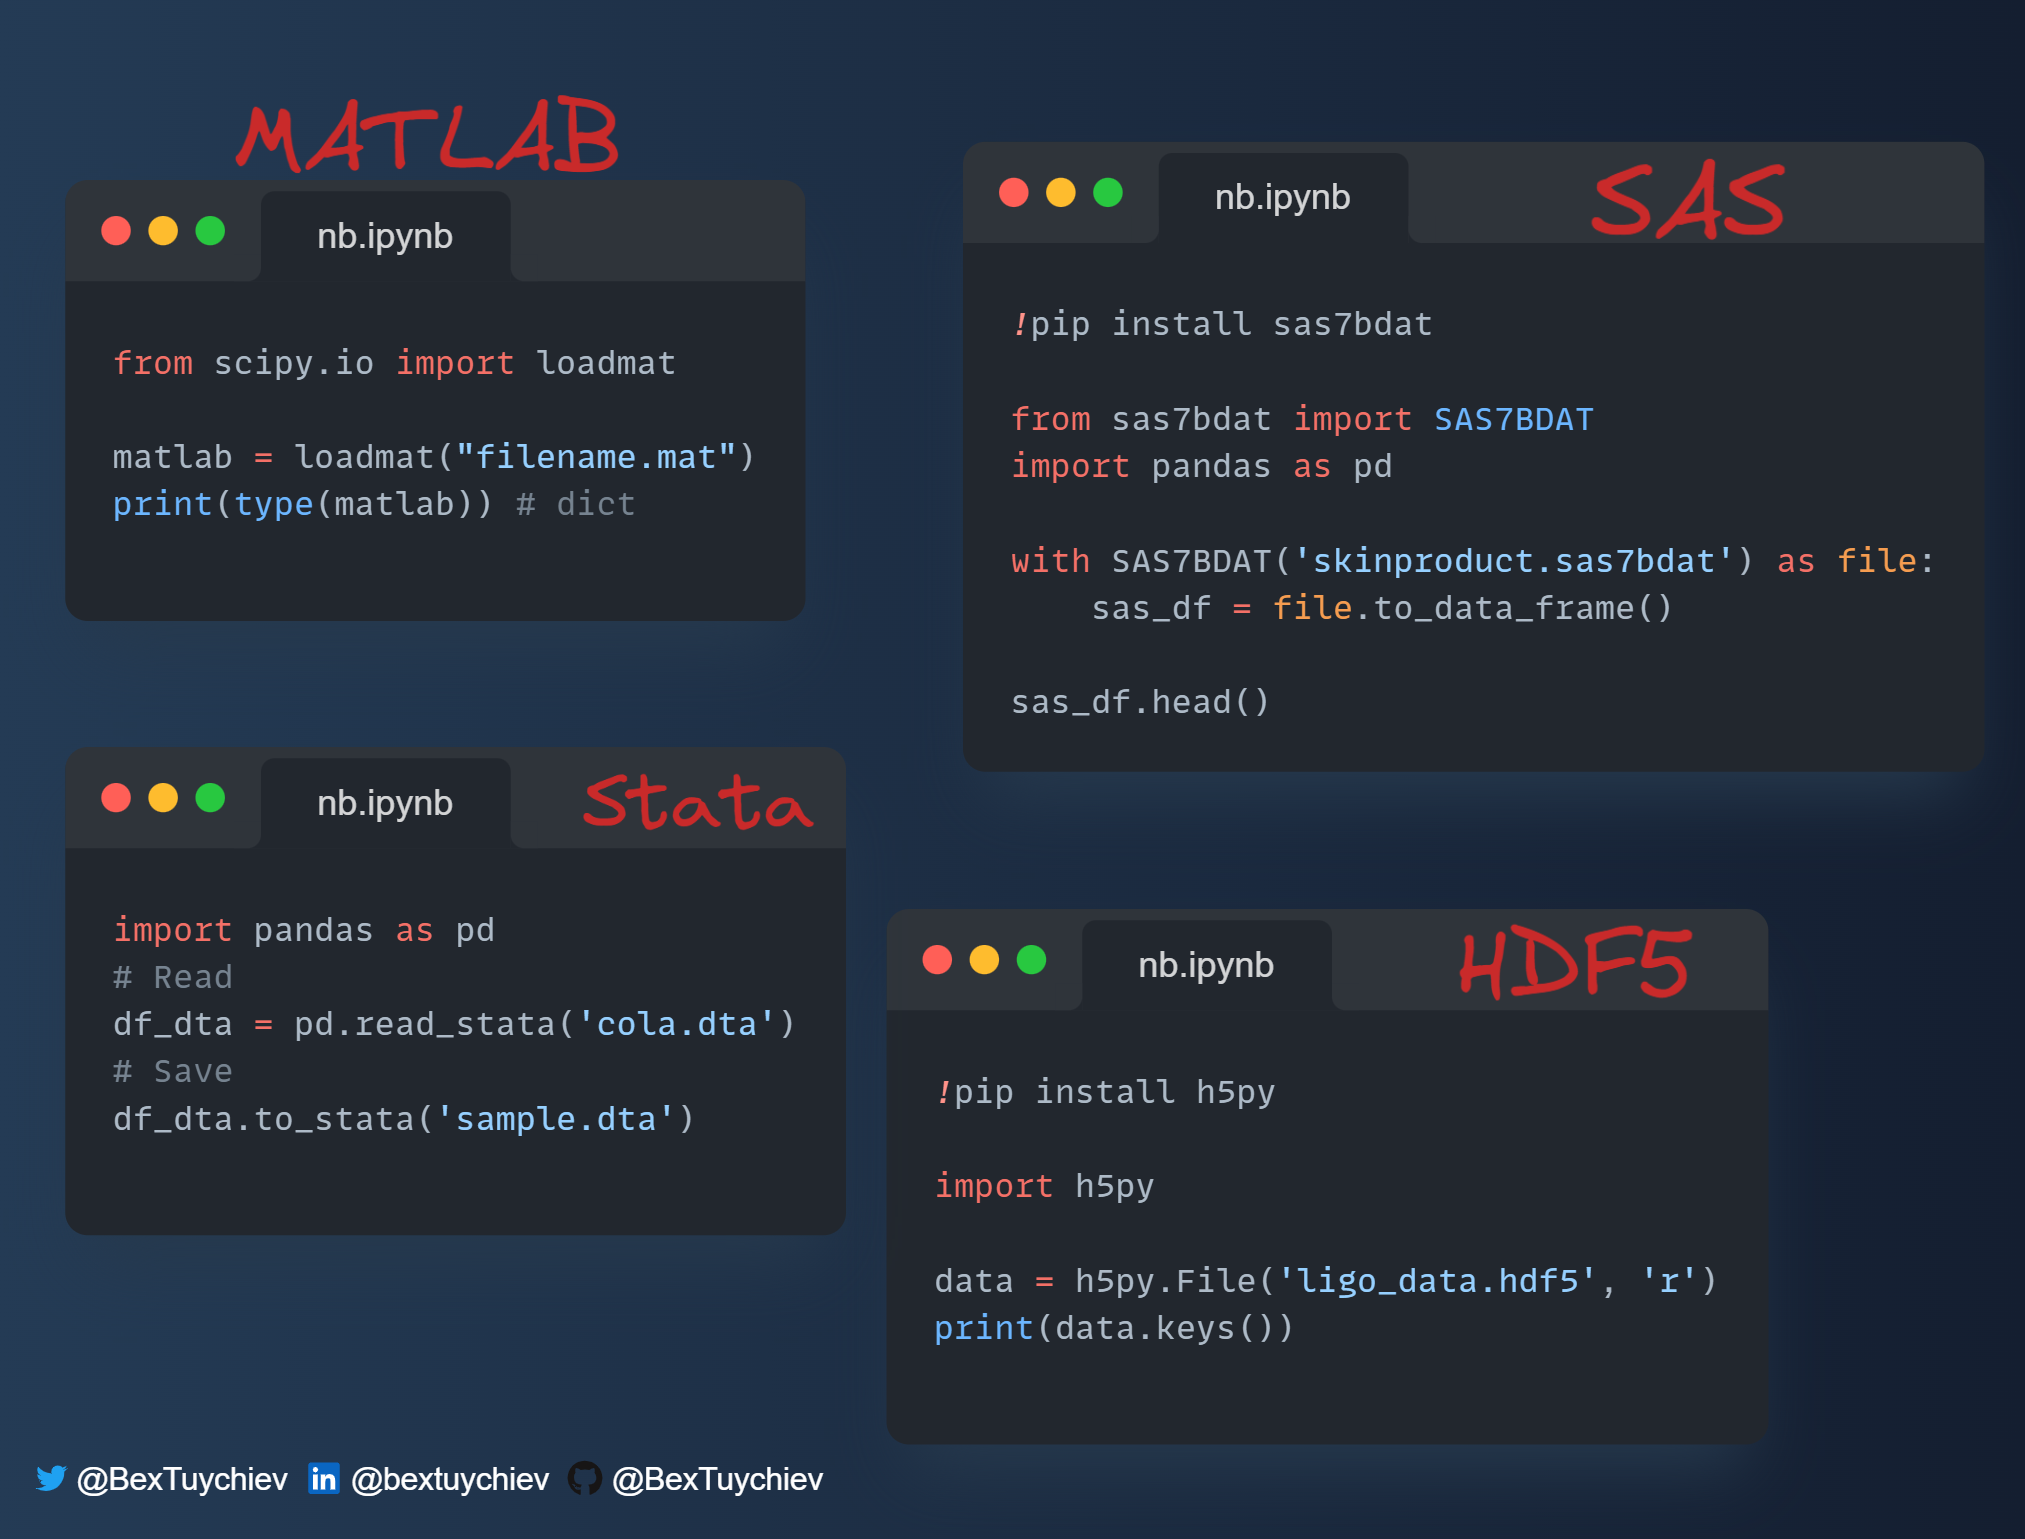 MATLAB
nb.ipynb
from scipy.io import loadmat
matlab = loadmat("filename.mat")
print(type(matlab)) # dict
SAS
nb.ipynb
!pip install sas7bdat
from sas7bdat import SAS7BDAT
import pandas as pd
with SAS7BDAT('skinproduct.sas7bdat') as file:
    sas_df = file.to_data_frame()
sas_df.head()
nb.ipynb
Stata
import pandas as pd
# Read
df_dta = pd.read_stata('cola.dta')
# Save
df_dta.to_stata('sample.dta')
nb.ipynb
HDF5
!pip install h5py
import h5py
data = h5py.File('ligo_data.hdf5', 'r')
print(data.keys())
@BexTuychiev in @bextuychiev @BexTuychiev